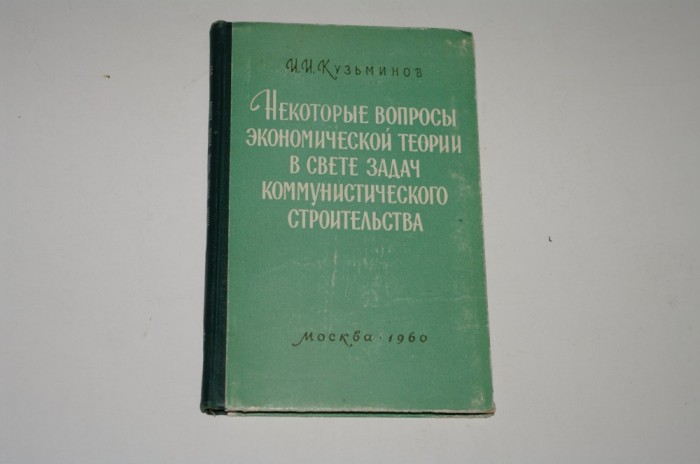 И.И. Кузьминов
Некоторые вопросы
экономической теории
в свете задач
коммунистического
строительства
Москва · 1960